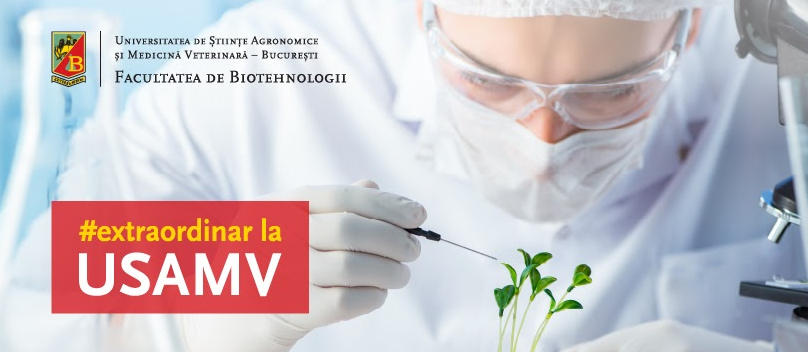 Universitatea de Științe Agronomice
și Medicină Veterinară – București
Facultatea de Biotehnologii
#extraordinar la
USAMV